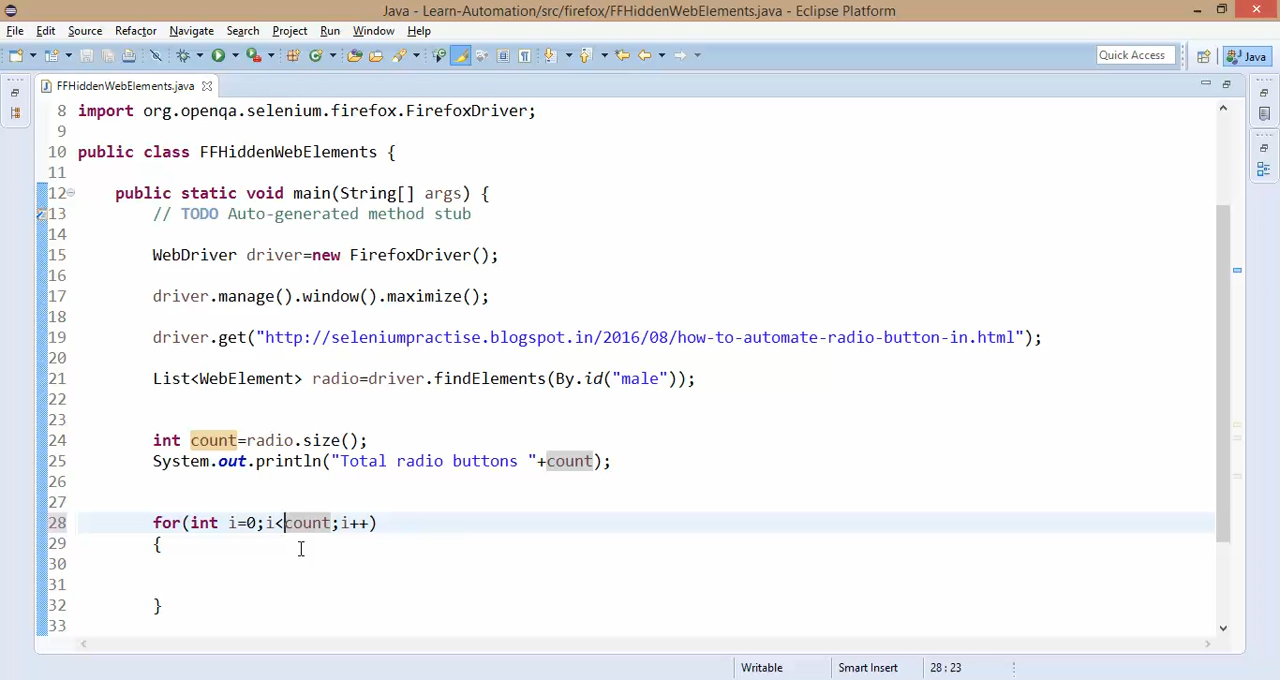 Java - Learn-Automation/src/firefox/FFHiddenWebElements.java - Eclipse Platform
File Edit Source Refactor Navigate Search Project Run Window Help
Quick Access Java
FFHiddenWebElements.java
8 import org.openqa.selenium.firefox.FirefoxDriver;
9
10 public class FFHiddenWebElements {
11
12 public static void main(String[] args) {
13 // TODO Auto-generated method stub
14
15 WebDriver driver=new FirefoxDriver();
16
17 driver.manage().window().maximize();
18
19 driver.get("http://seleniumpractise.blogspot.in/2016/08/how-to-automate-radio-button-in.html");
20
21 List<WebElement> radio=driver.findElements(By.id("male"));
22
23
24 int count=radio.size();
25 System.out.println("Total radio buttons "+count);
26
27
28 for(int i=0;i<count;i++)
29 {
30
31
32 }
33
Writable Smart Insert 28 : 23